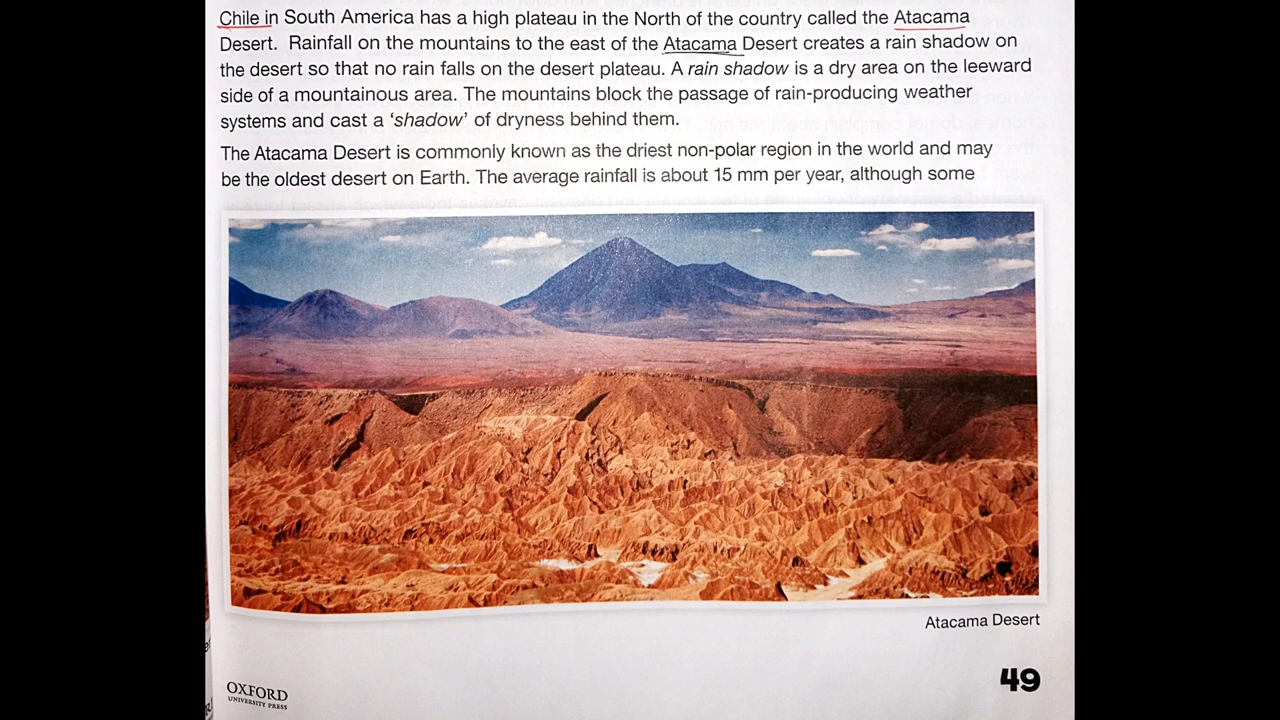 Chile in South America has a high plateau in the North of the country called the Atacama
Desert. Rainfall on the mountains to the east of the Atacama Desert creates a rain shadow on
the desert so that no rain falls on the desert plateau. A rain shadow is a dry area on the leeward
side of a mountainous area. The mountains block the passage of rain-producing weather
systems and cast a ‘shadow’ of dryness behind them.
The Atacama Desert is commonly known as the driest non-polar region in the world and may
be the oldest desert on Earth. The average rainfall is about 15 mm per year, although some
Atacama Desert
49
OXFORD
UNIVERSITY PRESS